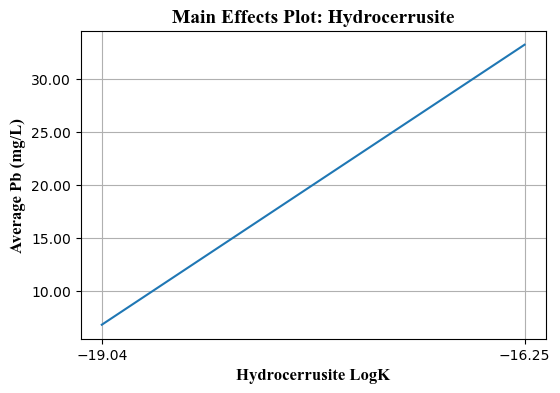 Main Effects Plot: Hydrocerrusite
Average Pb (mg/L)
30.00
25.00
20.00
15.00
10.00
−19.04
−16.25
Hydrocerrusite LogK